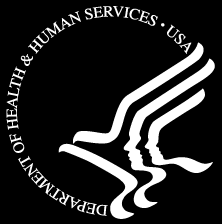 DEPARTMENT OF HEALTH & HUMAN SERVICES • USA